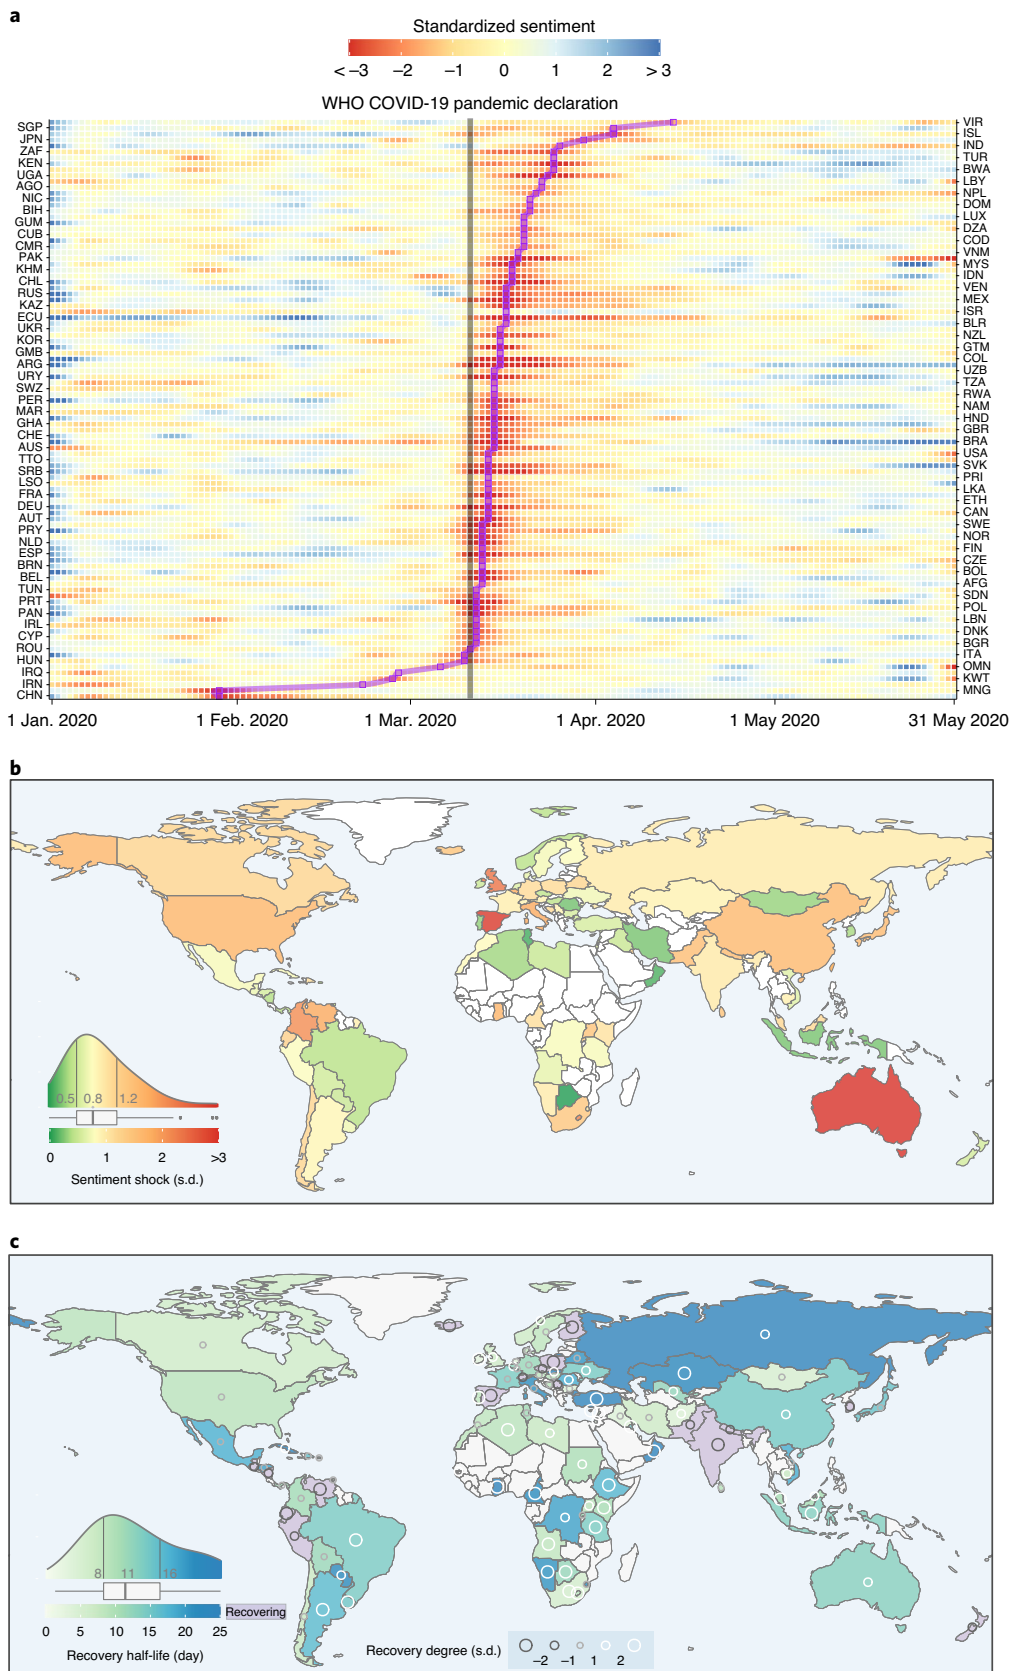 a
Standardized sentiment
< –3 –2 –1 0 1 2 > 3
WHO COVID-19 pandemic declaration
SGP
JPN
ZAF
KEN
UGA
AGO
NIC
BIH
GUM
CUB
CMR
PAK
KHM
CHL
RUS
KAZ
ECU
UKR
KOR
GMB
ARG
URY
SWZ
PER
MAR
GHA
CHE
AUS
TTO
SRB
LSO
FRA
DEU
AUT
PRY
NLD
ESP
BRN
BEL
TUN
PRT
PAN
IRL
CYP
ROU
HUN
IRQ
IRN
CHN
VIR
ISL
IND
TUR
BWA
LBY
NPL
DOM
LUX
DZA
COD
VNM
MYS
IDN
VEN
MEX
ISR
BLR
NZL
GTM
COL
UZB
TZA
RWA
NAM
HND
GBR
BRA
USA
SVK
PRI
LKA
ETH
CAN
SWE
NOR
FIN
CZE
BOL
AFG
SDN
POL
LBN
DNK
BGR
ITA
OMN
KWT
MNG
1 Jan. 2020 1 Feb. 2020 1 Mar. 2020 1 Apr. 2020 1 May 2020 31 May 2020
b
0.5 0.8 1.2
0 1 2 >3
Sentiment shock (s.d.)
c
8 11 16
Recovering
0 5 10 15 20 25
Recovery half-life (day)
Recovery degree (s.d.)
–2 –1 1 2